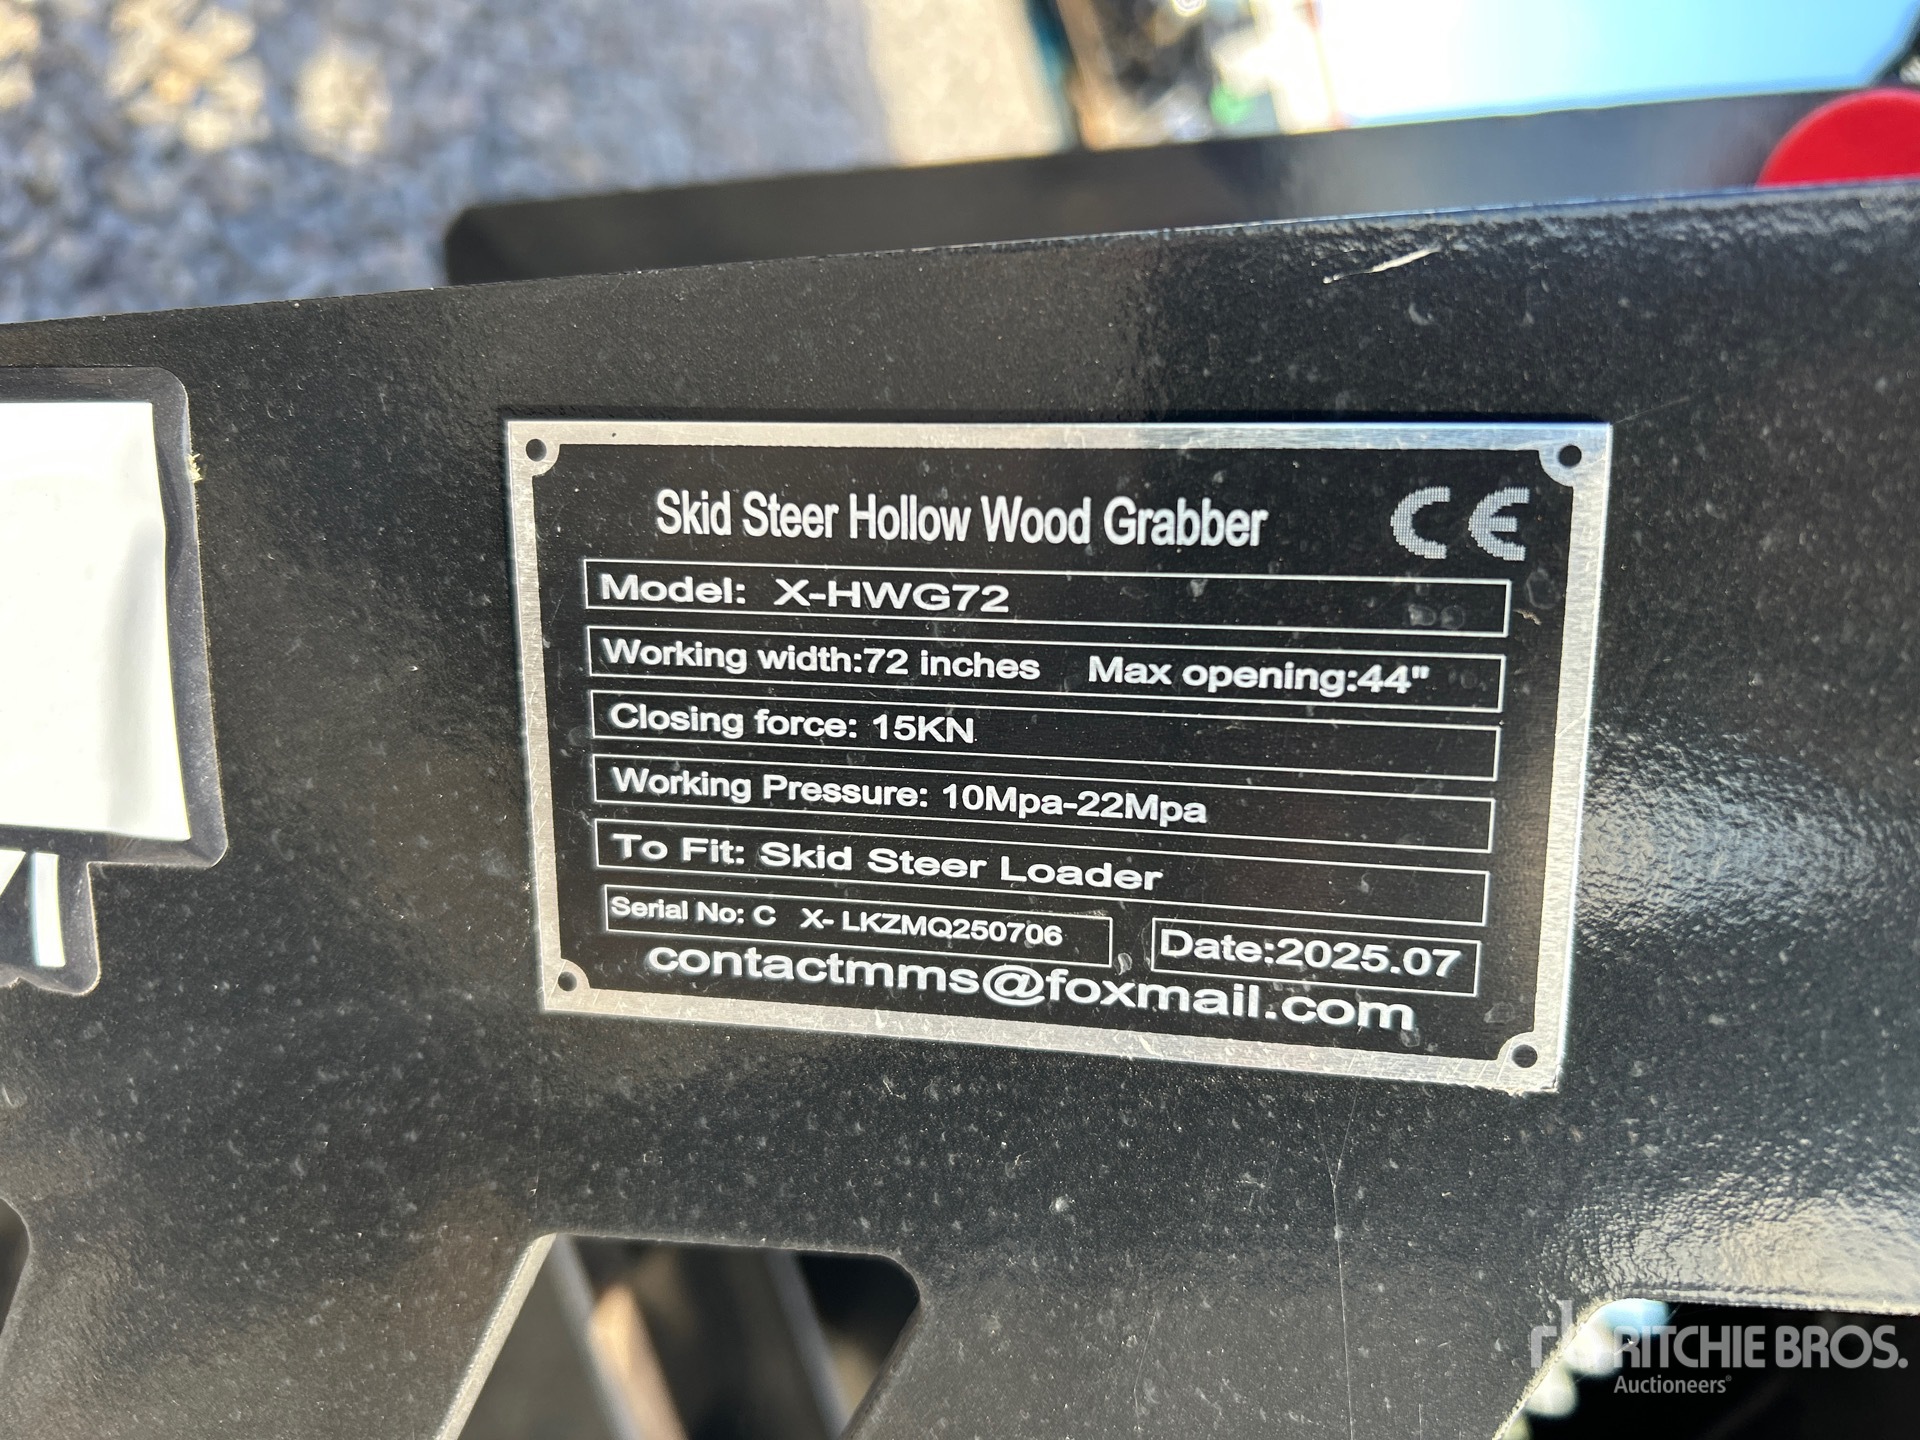 Skid Steer Hollow Wood Grabber CE
Model: X-HWG72
Working width:72 inches Max opening:44"
Closing force: 15KN
Working Pressure: 10Mpa-22Mpa
To Fit: Skid Steer Loader
Serial No: C X- LKZMQ250706 Date:2025.07
contactmms@foxmail.com
rb RITCHIE BROS.
Auctioneers